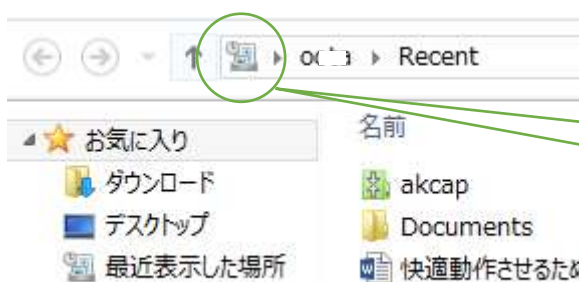 Recent
お気に入り
ダウンロード
デスクトップ
最近表示した場所
名前
akcap
Documents
快適動作させるため